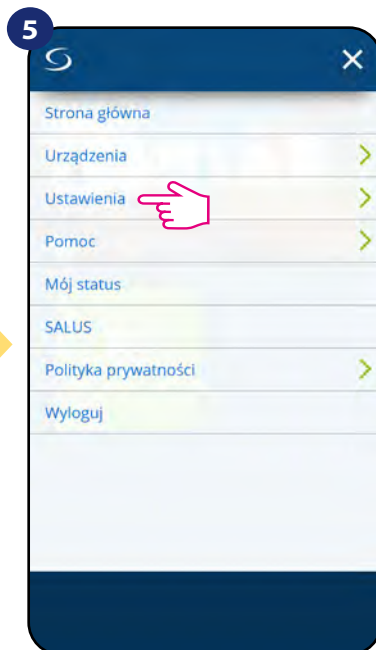 5
Strona główna
Urządzenia
Ustawienia
Pomoc
Mój status
SALUS
Polityka prywatności
Wyloguj